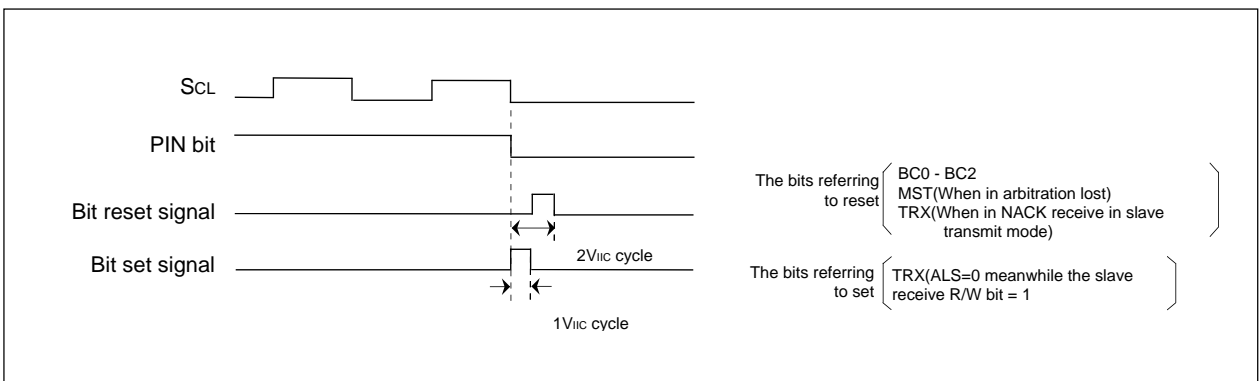 SCL
PIN bit
Bit reset signal
Bit set signal
2VIIC cycle
1VIIC cycle
The bits referring
to reset
BC0 - BC2
MST(When in arbitration lost)
TRX(When in NACK receive in slave
transmit mode)
The bits referring
to set
TRX(ALS=0 meanwhile the slave
receive R/W bit = 1